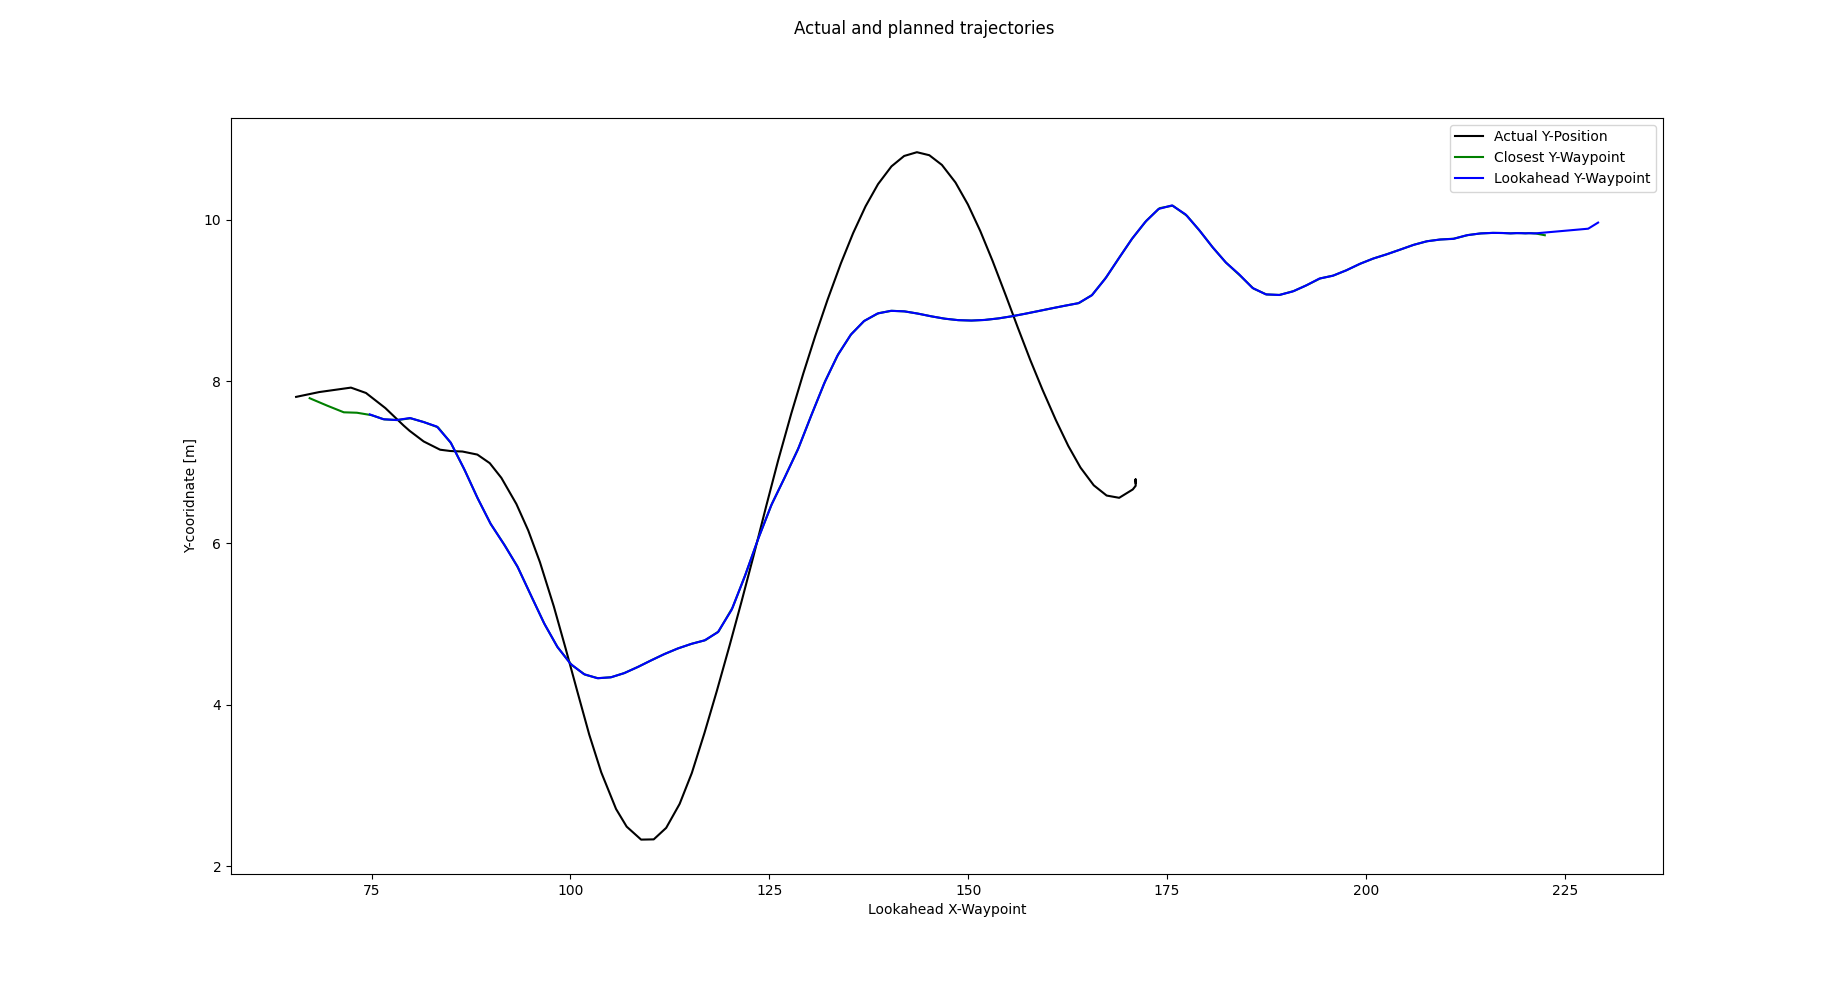 Actual and planned trajectories
Actual Y-Position
Closest Y-Waypoint
Lookahead Y-Waypoint
10
8
6
4
2
Y-cooridnate [m]
75 100 125 150 175 200 225
Lookahead X-Waypoint